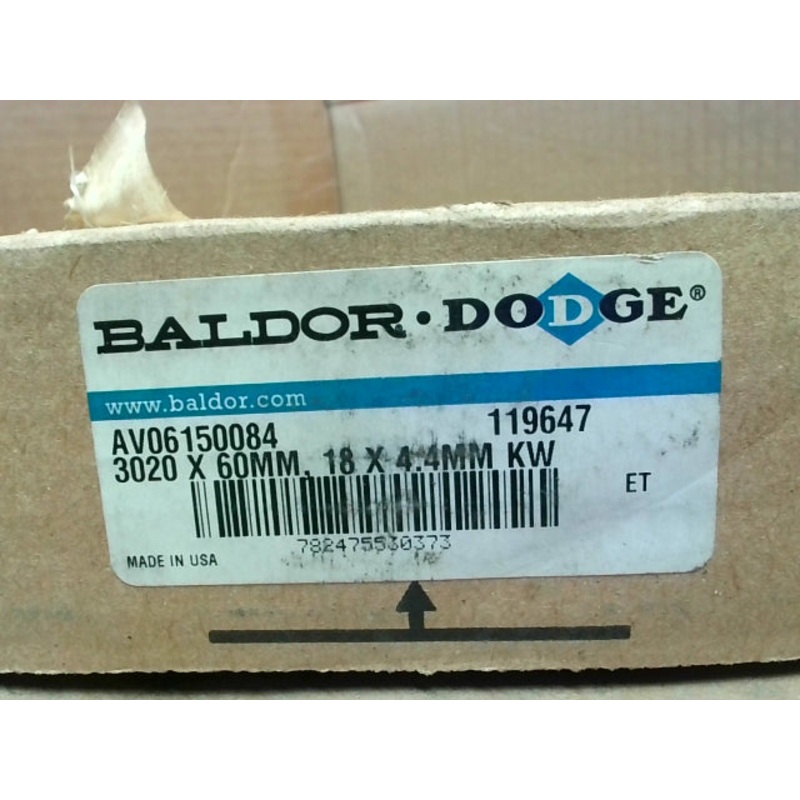 BALDOR · DODGE®
www.baldor.com
AV06150084 119647
3020 X 60MM, 18 X 4.4MM KW
ET
782475530373
MADE IN USA